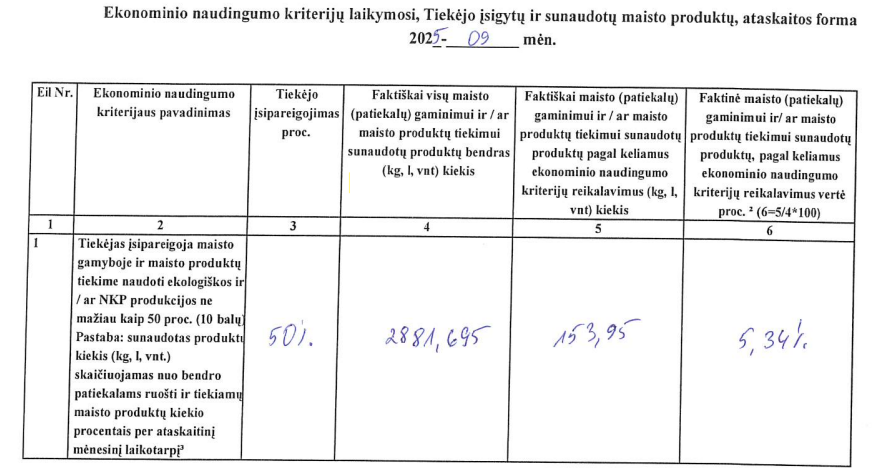 Ekonominio naudingumo kriterijų laikymosi, Tiekėjo įsigytų ir sunaudotų maisto produktų, ataskaitos forma
2025- 09 mėn.
Eil Nr.
Ekonominio naudingumo
kriterijaus pavadinimas
Tiekėjo
įsipareigojimas
proc.
Faktiškai visų maisto
(patiekalų) gaminimui ir / ar
maisto produktų tiekimui
sunaudotų produktų bendras
(kg, l, vnt) kiekis
Faktiškai maisto (patiekalų)
gaminimui ir / ar maisto
produktų tiekimui sunaudotų
produktų pagal keliamus
ekonominio naudingumo
kriterijų reikalavimus (kg, l,
vnt) kiekis
Faktinė maisto (patiekalų)
gaminimui ir/ ar maisto
produktų tiekimui sunaudotų
produktų, pagal keliamus
ekonominio naudingumo
kriterijų reikalavimus vertė
proc. ² (6=5/4*100)
1
2
3
4
5
6
1
Tiekėjas įsipareigoja maisto
gamyboje ir maisto produktų
tiekime naudoti ekologiškos ir
/ ar NKP produkcijos ne
mažiau kaip 50 proc. (10 balų)
Pastaba: sunaudotas produktų
kiekis (kg, l, vnt.)
skaičiuojamas nuo bendro
patiekalams ruošti ir tiekiamų
maisto produktų kiekio
procentais per ataskaitinį
mėnesinį laikotarpį³
50%
2881,695
153,95
5,34%